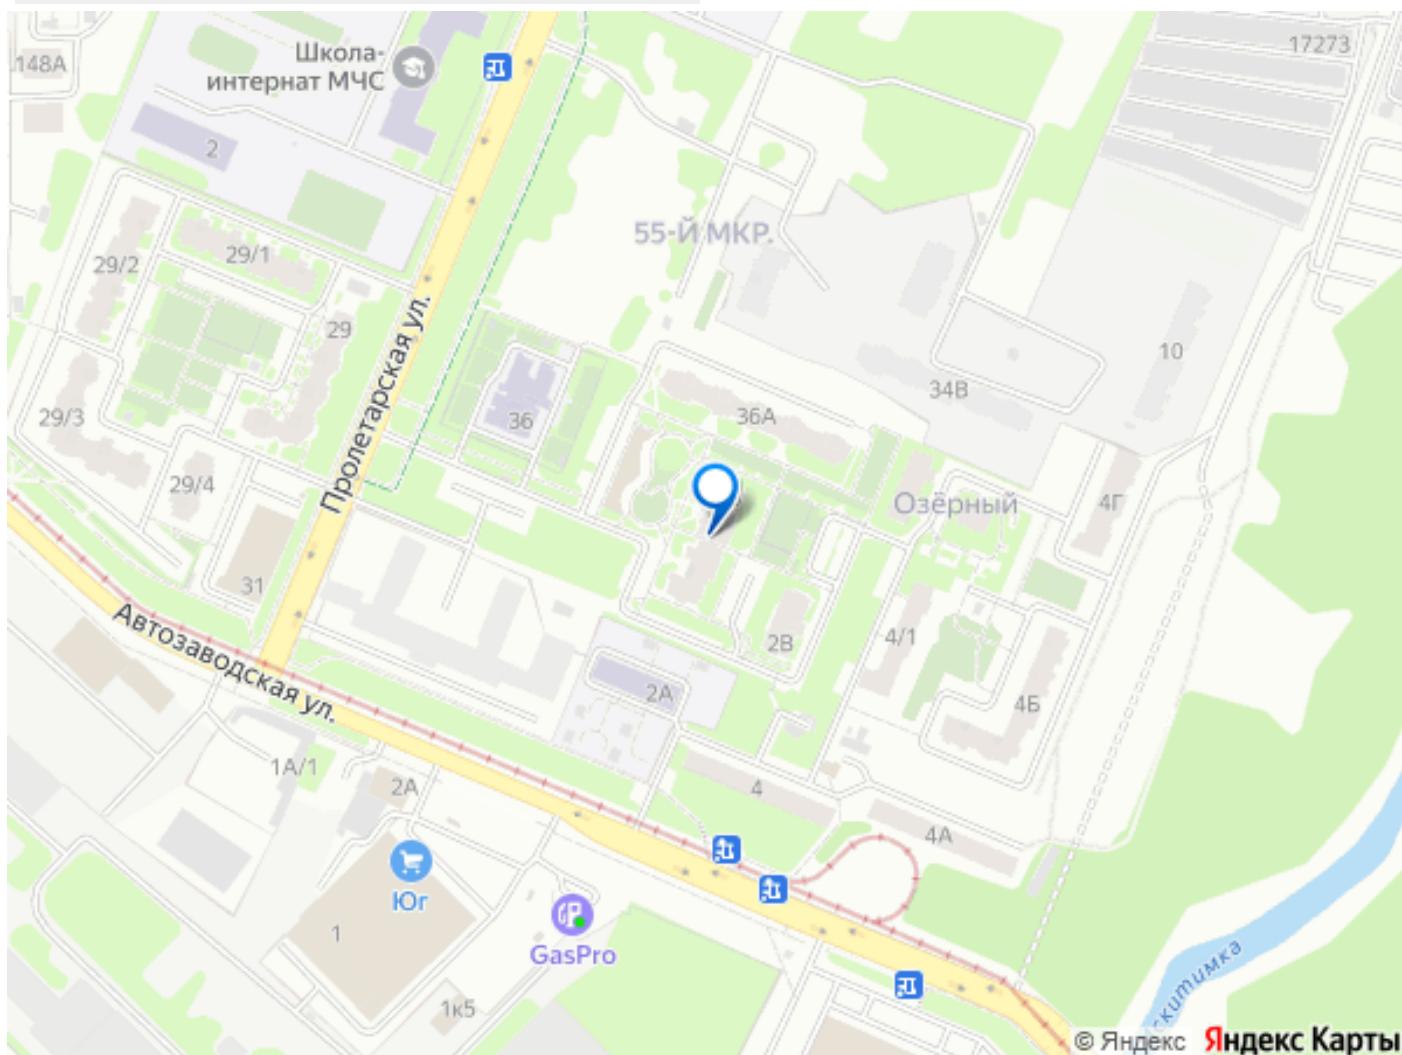 Школа-
интернат МЧС
148А
17273
2
55-Й МКР.
29/1
29/2
29
10
Пролетарская ул.
34В
36А
36
29/3
29/4
Озёрный
4Г
31
Автозаводская ул.
2В
4/1
2А
4Б
1А/1
2А
4
4А
Юг
1
GasPro
1к5
скитимка
© Яндекс Яндекс Карты